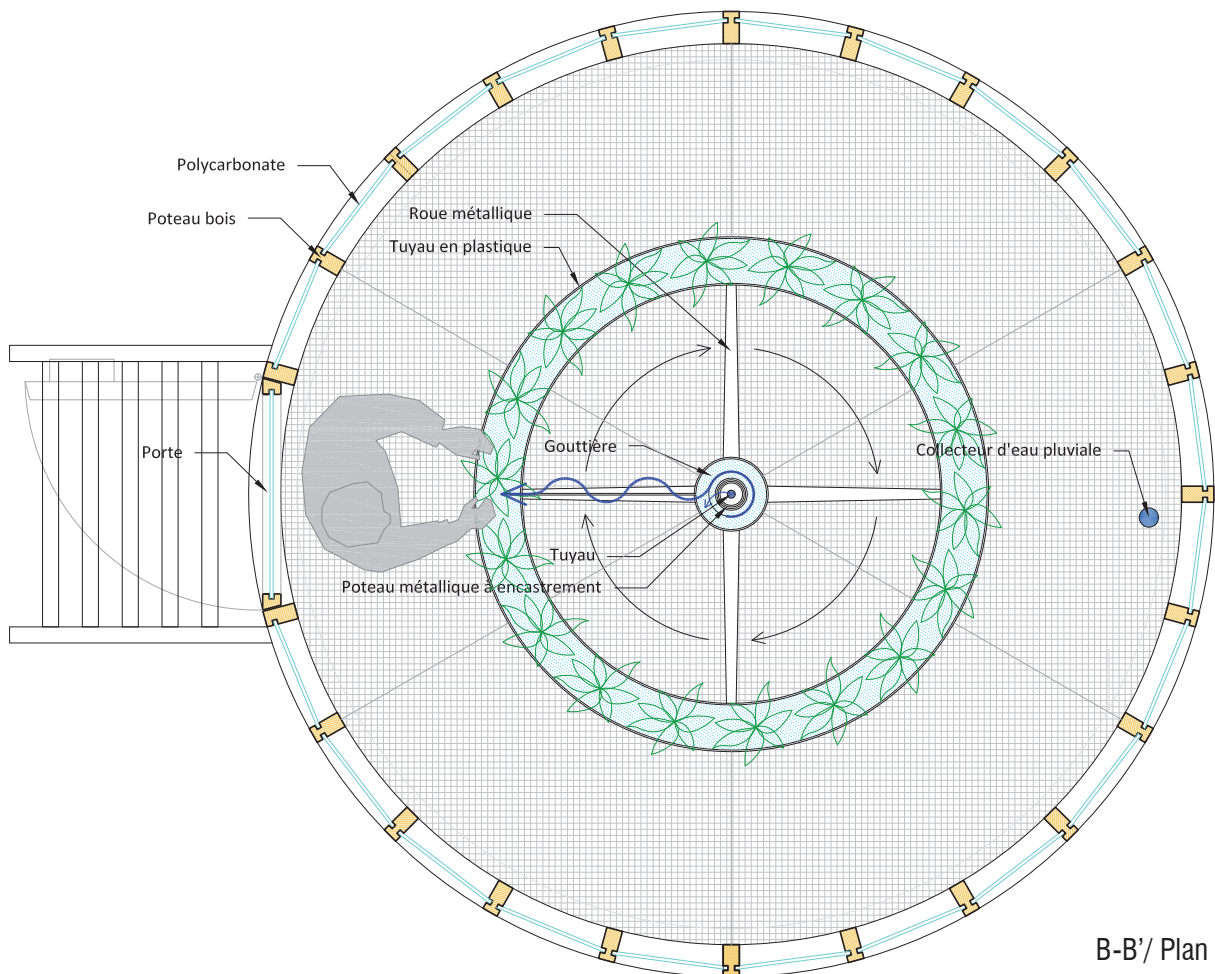 Polycarbonate
Poteau bois
Roue métallique
Tuyau en plastique
Porte
Gouttière
Collecteur d'eau pluviale
Tuyau
Poteau métallique à encastrement
B-B’/ Plan